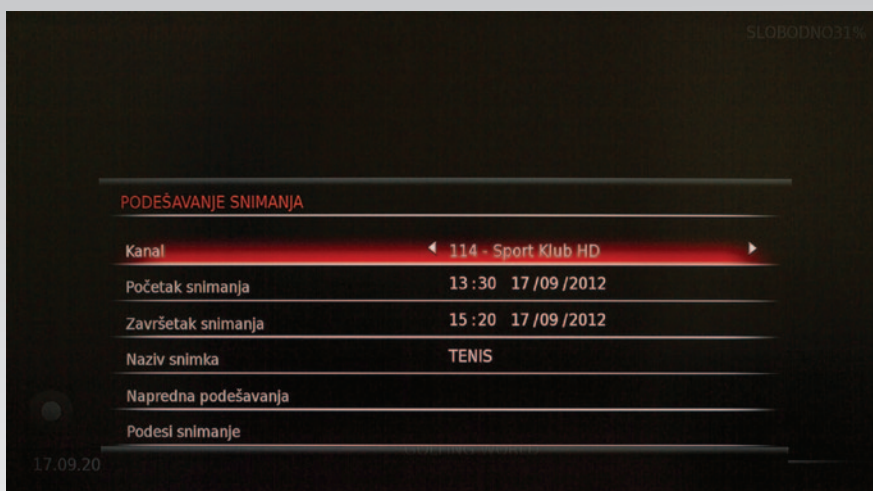 SLOBODNO31%
PODEŠAVANJE SNIMANJA
Kanal 114 - Sport Klub HD
Početak snimanja 13:30 17/09/2012
Završetak snimanja 15:20 17/09/2012
Naziv snimka TENIS
Napredna podešavanja
Podesi snimanje
17.09.20